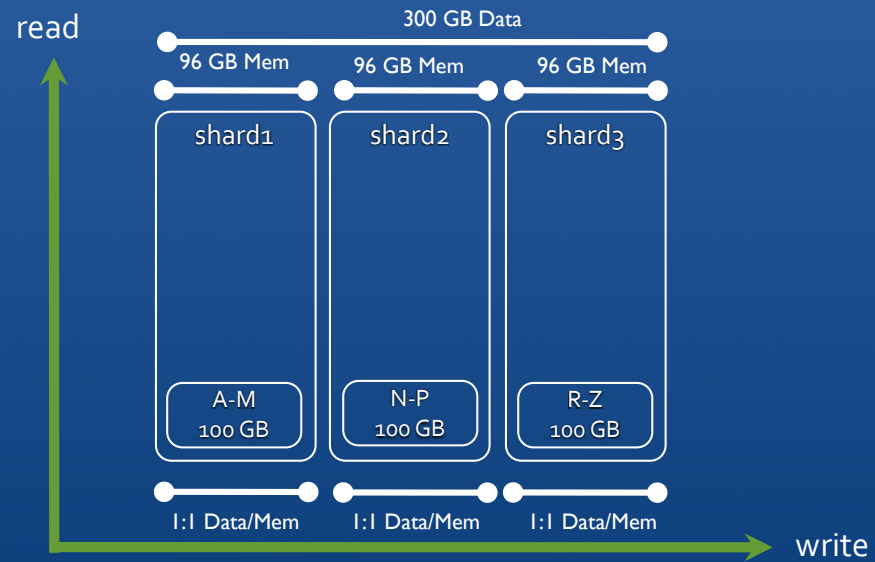 read
300 GB Data
96 GB Mem
96 GB Mem
96 GB Mem
shard1
shard2
shard3
A-M
100 GB
N-P
100 GB
R-Z
100 GB
1:1 Data/Mem
1:1 Data/Mem
1:1 Data/Mem
write